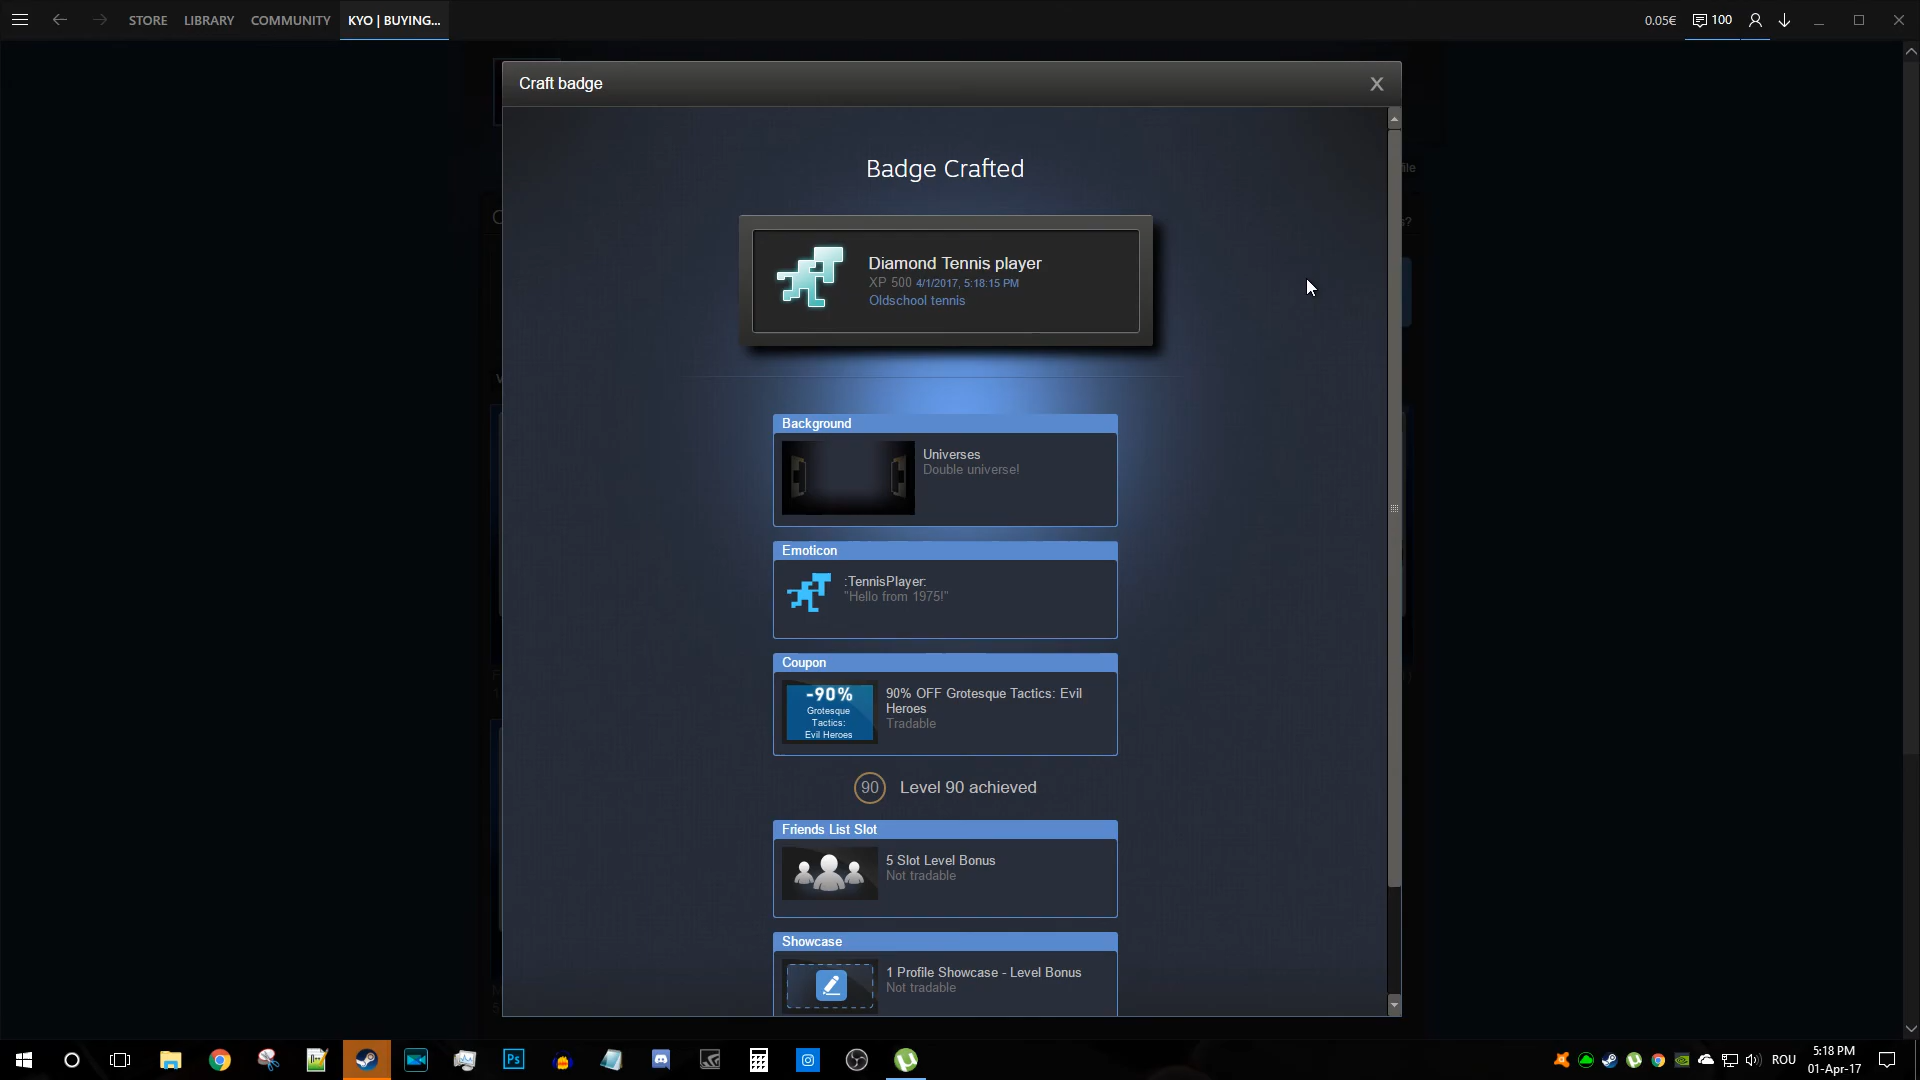 STORE LIBRARY COMMUNITY KYO | BUYING... 0.05€ 100
Craft badge X
Badge Crafted
Diamond Tennis player
XP 500 4/1/2017, 5:18:15 PM
Oldschool tennis
Background
Universes
Double universe!
Emoticon
:TennisPlayer:
"Hello from 1975!"
Coupon
-90%
Grotesque
Tactics:
Evil Heroes
90% OFF Grotesque Tactics: Evil
Heroes
Tradable
90 Level 90 achieved
Friends List Slot
5 Slot Level Bonus
Not tradable
Showcase
1 Profile Showcase - Level Bonus
Not tradable
Ps
ROU
5:18 PM
01-Apr-17